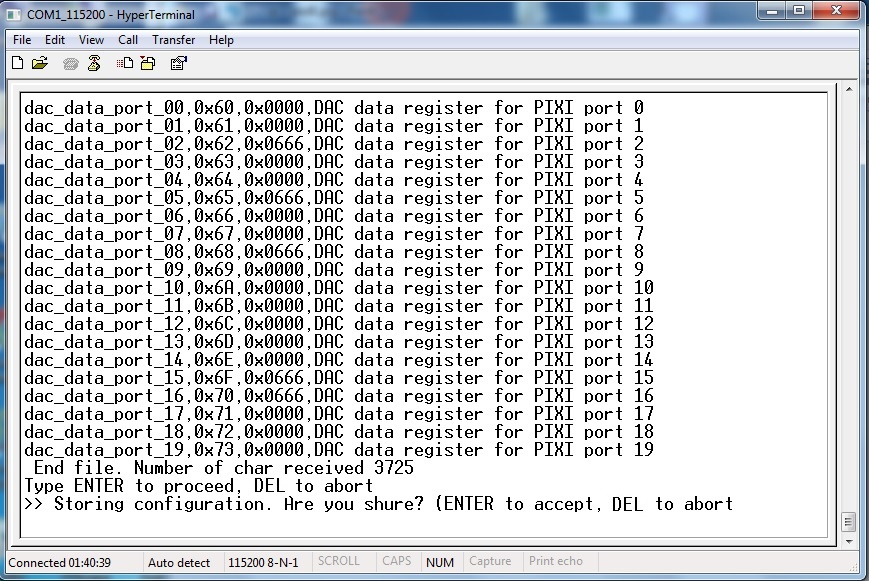 COM1_115200 - HyperTerminal
File Edit View Call Transfer Help
dac_data_port_00,0x60,0x0000,DAC data register for PIXI port 0
dac_data_port_01,0x61,0x0000,DAC data register for PIXI port 1
dac_data_port_02,0x62,0x0666,DAC data register for PIXI port 2
dac_data_port_03,0x63,0x0000,DAC data register for PIXI port 3
dac_data_port_04,0x64,0x0000,DAC data register for PIXI port 4
dac_data_port_05,0x65,0x0666,DAC data register for PIXI port 5
dac_data_port_06,0x66,0x0000,DAC data register for PIXI port 6
dac_data_port_07,0x67,0x0000,DAC data register for PIXI port 7
dac_data_port_08,0x68,0x0666,DAC data register for PIXI port 8
dac_data_port_09,0x69,0x0000,DAC data register for PIXI port 9
dac_data_port_10,0x6A,0x0000,DAC data register for PIXI port 10
dac_data_port_11,0x6B,0x0000,DAC data register for PIXI port 11
dac_data_port_12,0x6C,0x0000,DAC data register for PIXI port 12
dac_data_port_13,0x6D,0x0000,DAC data register for PIXI port 13
dac_data_port_14,0x6E,0x0000,DAC data register for PIXI port 14
dac_data_port_15,0x6F,0x0666,DAC data register for PIXI port 15
dac_data_port_16,0x70,0x0666,DAC data register for PIXI port 16
dac_data_port_17,0x71,0x0000,DAC data register for PIXI port 17
dac_data_port_18,0x72,0x0000,DAC data register for PIXI port 18
dac_data_port_19,0x73,0x0000,DAC data register for PIXI port 19
End file. Number of char received 3725
Type ENTER to proceed, DEL to abort
>> Storing configuration. Are you shure? (ENTER to accept, DEL to abort
Connected 01:40:39 Auto detect 115200 8-N-1 SCROLL CAPS NUM Capture Print echo